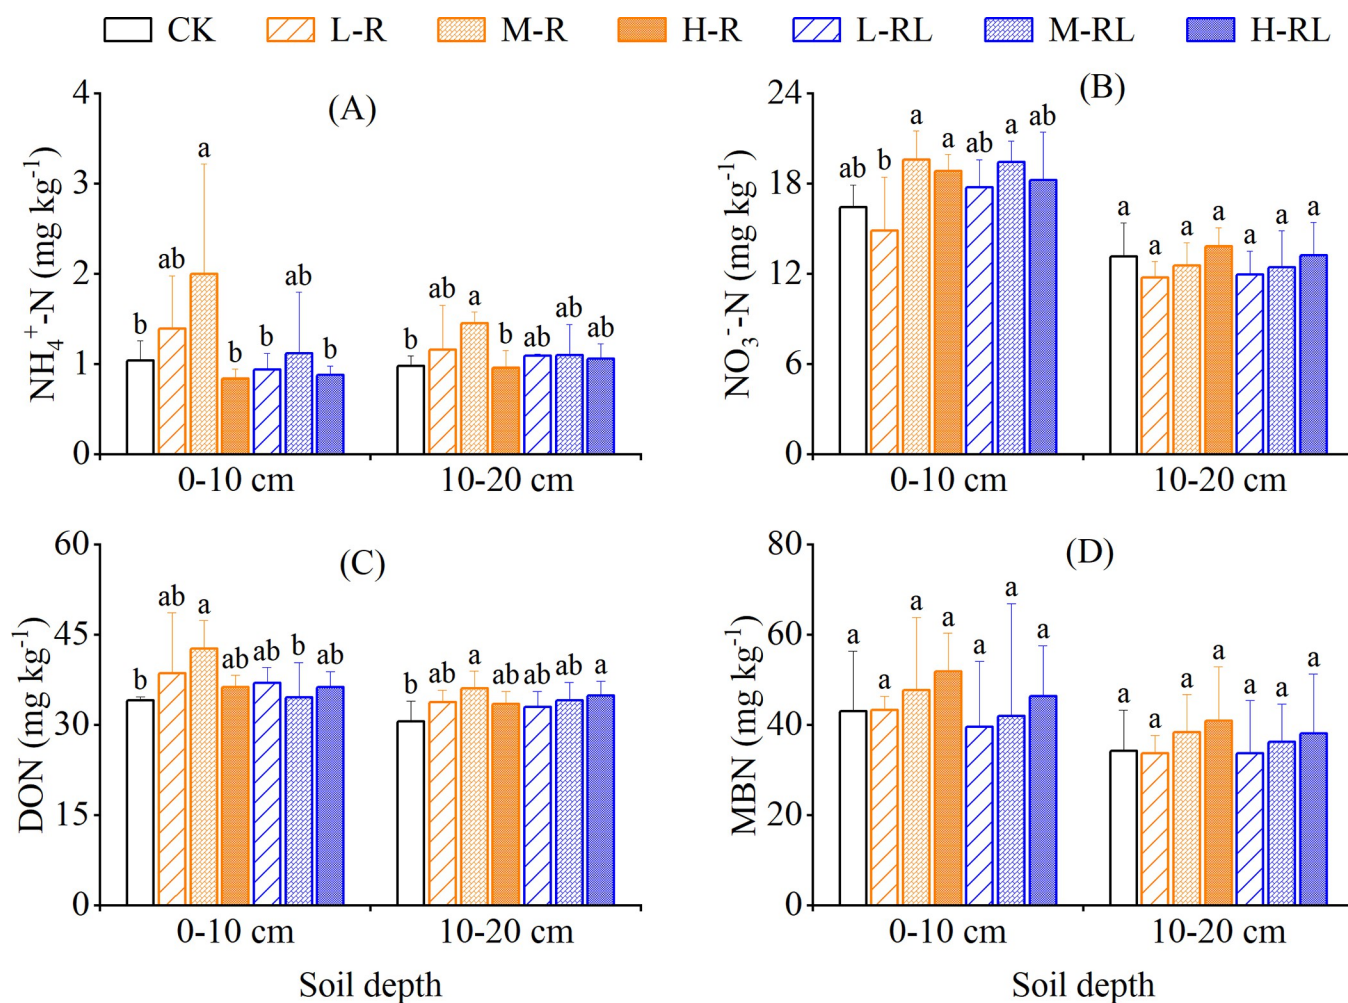 CK L-R M-R H-R L-RL M-RL H-RL
(A)
NH₄⁺-N (mg kg⁻¹)
4
3
2
1
0
b ab a b b ab b
b ab a b ab ab ab
0-10 cm 10-20 cm
(B)
NO₃⁻-N (mg kg⁻¹)
24
18
12
6
0
ab b a a ab a ab
a a a a a a a
0-10 cm 10-20 cm
(C)
DON (mg kg⁻¹)
60
45
30
15
0
b ab a ab ab b ab
b ab a ab ab ab a
0-10 cm 10-20 cm
Soil depth
(D)
MBN (mg kg⁻¹)
80
60
40
20
0
a a a a a a a
a a a a a a a
0-10 cm 10-20 cm
Soil depth